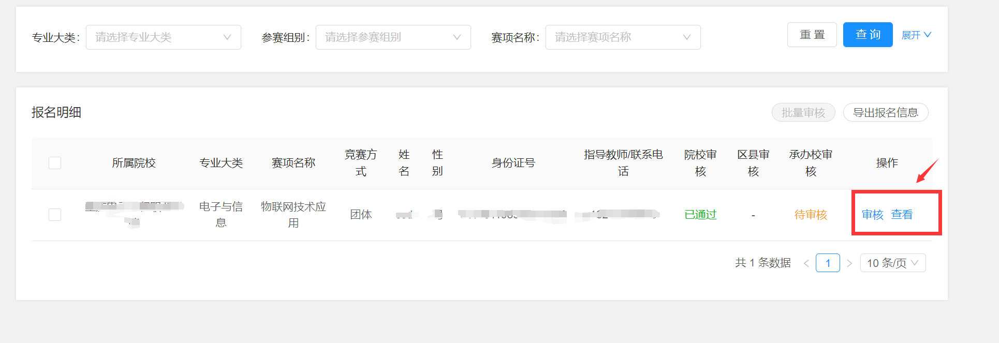 专业大类: 请选择专业大类 参赛组别: 请选择参赛组别 赛项名称: 请选择赛项名称 重 置 查 询 展开
报名明细 批量审核 导出报名信息
所属院校 专业大类 赛项名称 竞赛方式 姓名 性别 身份证号 指导教师/联系电话 院校审核 区县审核 承办校审核 操作
电子与信息 物联网技术应用 团体 已通过 - 待审核 审核 查看
共 1 条数据 < 1 > 10 条/页